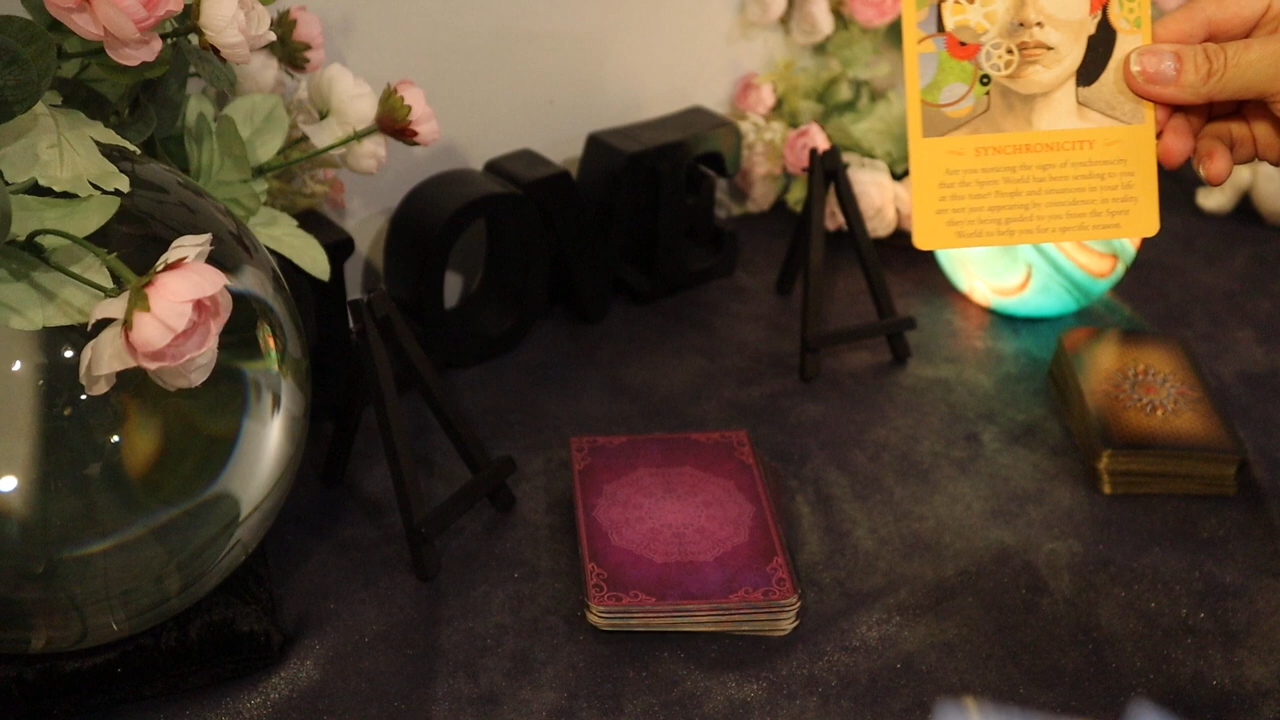 LOVE
SYNCHRONICITY
Are you noticing the signs of synchronicity
that the Spirit World has been sending to you
at this time? People and situations in your life
are not just appearing by coincidence; in reality,
they're being guided to you from the Spirit
World to help you for a specific reason.